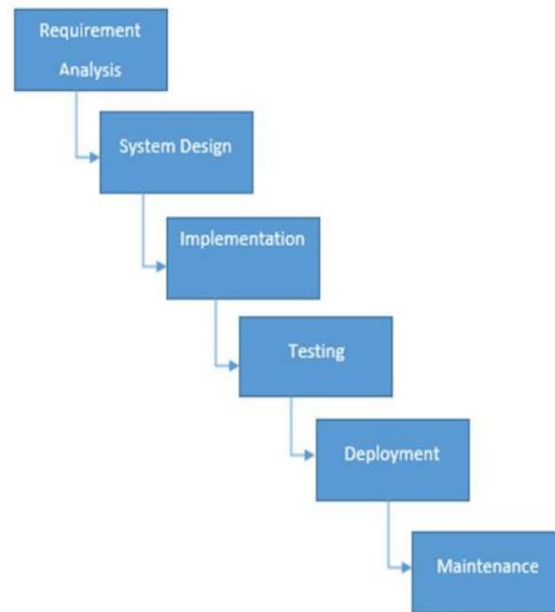 Requirement
Analysis
System Design
Implementation
Testing
Deployment
Maintenance